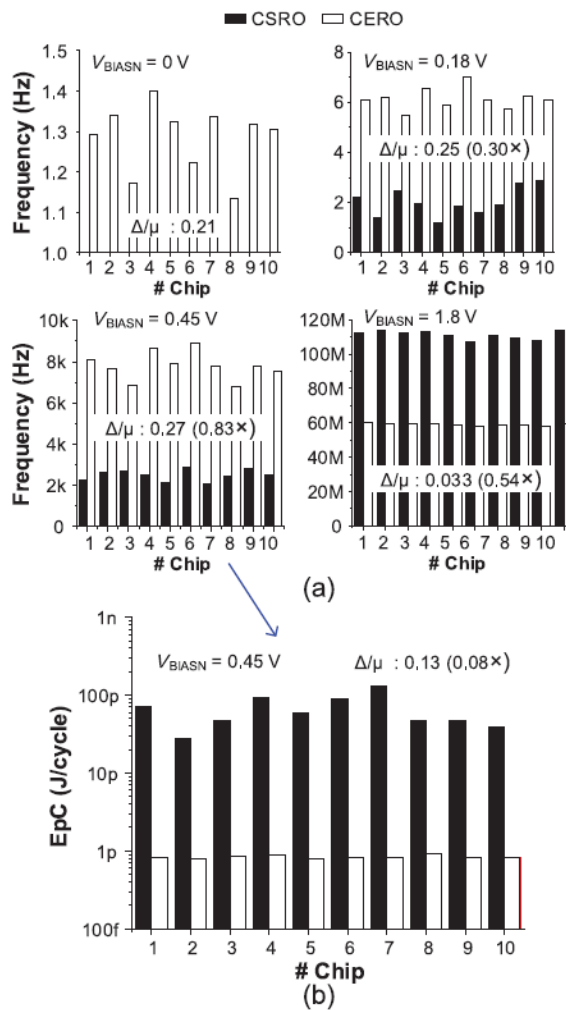 CSRO CERO
Frequency (Hz)
1.5
1.4
1.3
1.2
1.1
1.0
V_BIASN = 0 V
Δ/μ : 0.21
1 2 3 4 5 6 7 8 9 10
# Chip
8
6
4
2
0
V_BIASN = 0.18 V
Δ/μ : 0.25 (0.30×)
1 2 3 4 5 6 7 8 9 10
# Chip
Frequency (Hz)
10k
8k
6k
4k
2k
0
V_BIASN = 0.45 V
Δ/μ : 0.27 (0.83×)
1 2 3 4 5 6 7 8 9 10
# Chip
120M
100M
80M
60M
40M
20M
0
V_BIASN = 1.8 V
Δ/μ : 0.033 (0.54×)
1 2 3 4 5 6 7 8 9 10
# Chip
(a)
EpC (J/cycle)
1n
100p
10p
1p
100f
V_BIASN = 0.45 V
Δ/μ : 0.13 (0.08×)
1 2 3 4 5 6 7 8 9 10
# Chip
(b)